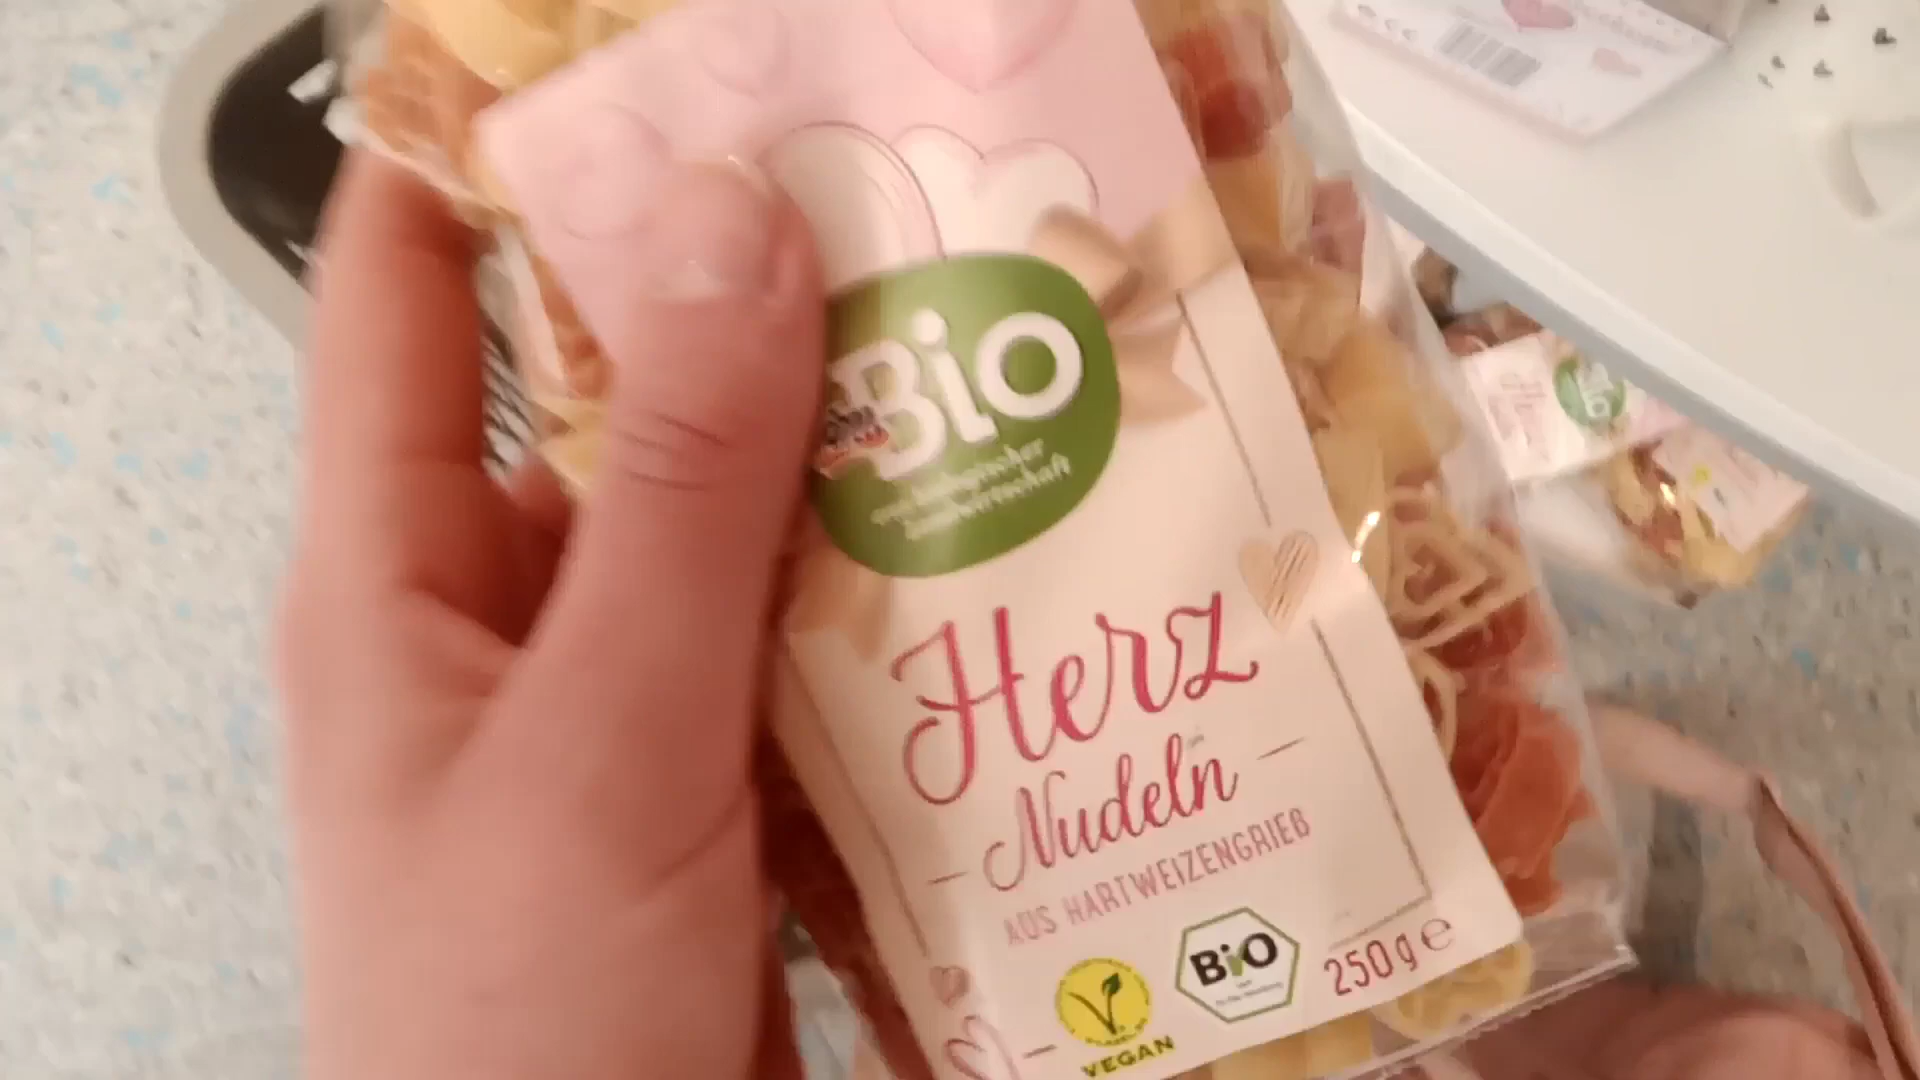 Bio
Herz
Nudeln
AUS HARTWEIZENGRIEß
BiO
250g e
VEGAN